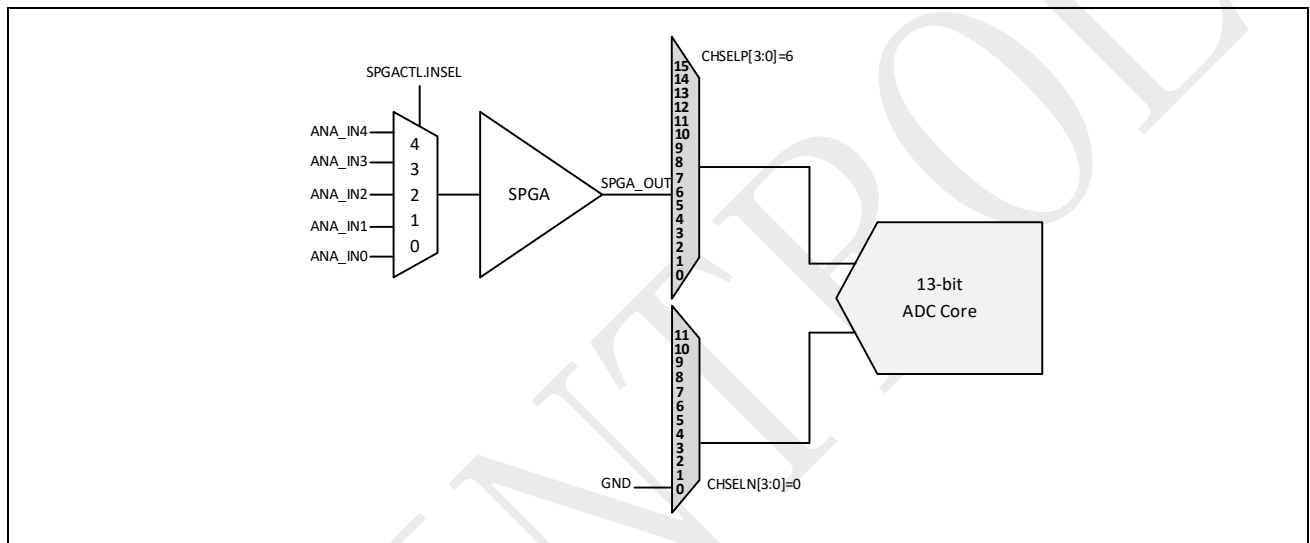 CHSELP[3:0]=6
SPGACTL.INSEL
ANA_IN4
ANA_IN3
ANA_IN2
ANA_IN1
ANA_IN0
4
3
2
1
0
SPGA
SPGA_OUT
15
14
13
12
11
10
9
8
7
6
5
4
3
2
1
0
13-bit
ADC Core
11
10
9
8
7
6
5
4
3
2
1
0
GND
CHSELN[3:0]=0